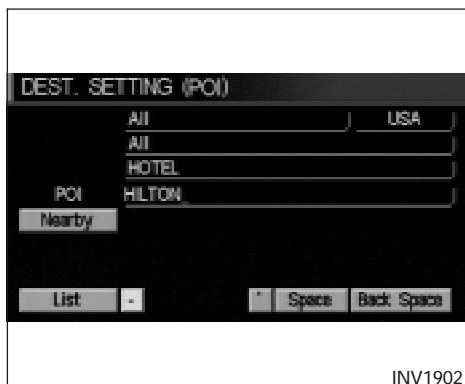 DEST. SETTING (POI)
All USA
All
HOTEL
POI HILTON_
Nearby
List - ' Space Back Space
INV1902